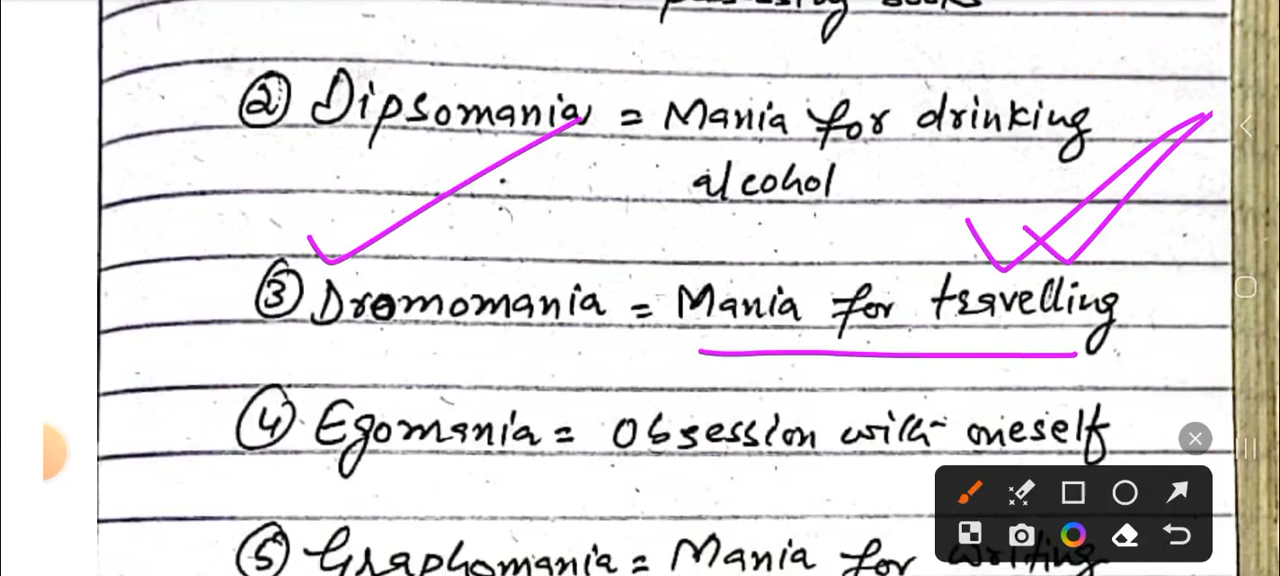 ② Dipsomania = Mania for drinking
alcohol
③ Dromomania = Mania for travelling
④ Egomania = Obsession with oneself
⑤ Graphomania = Mania for writing